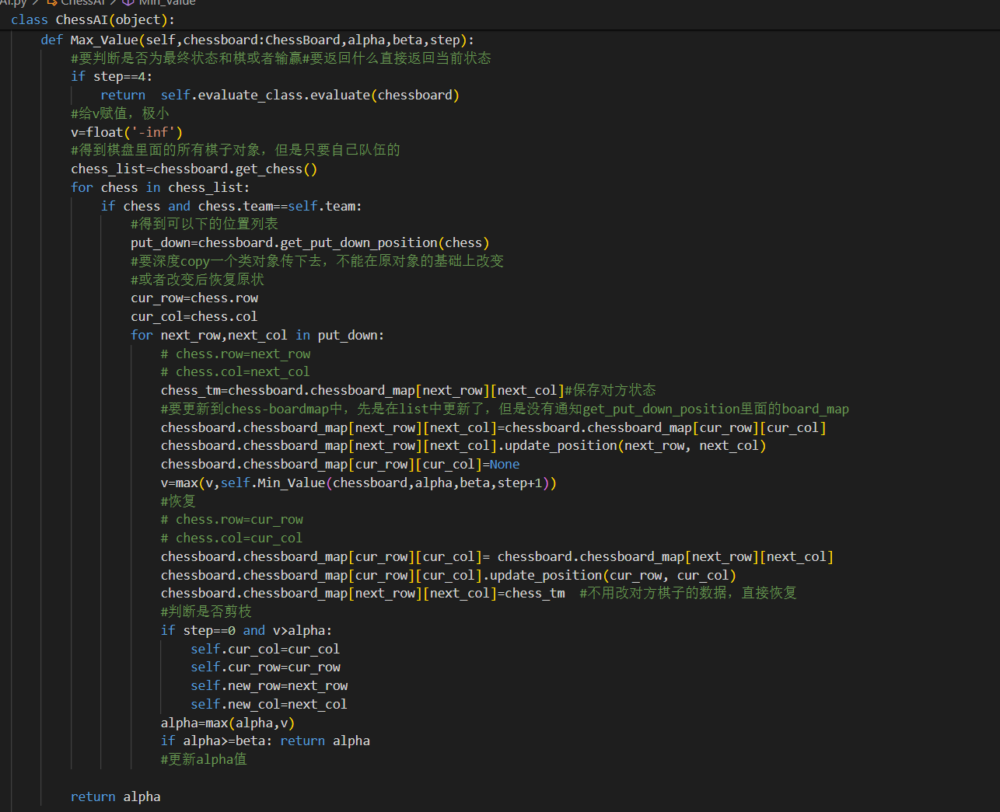 AI.py > ChessAI > Min_Value
class ChessAI(object):
    def Max_Value(self,chessboard:ChessBoard,alpha,beta,step):
        #要判断是否为最终状态和棋或者输赢#要返回什么直接返回当前状态
        if step==4:
            return  self.evaluate_class.evaluate(chessboard)
        #给v赋值，极小
        v=float('-inf')
        #得到棋盘里面的所有棋子对象，但是只要自己队伍的
        chess_list=chessboard.get_chess()
        for chess in chess_list:
            if chess and chess.team==self.team:
                #得到可以下的位置列表
                put_down=chessboard.get_put_down_position(chess)
                #要深度copy一个类对象传下去，不能在原对象的基础上改变
                #或者改变后恢复原状
                cur_row=chess.row
                cur_col=chess.col
                for next_row,next_col in put_down:
                    # chess.row=next_row
                    # chess.col=next_col
                    chess_tm=chessboard.chessboard_map[next_row][next_col]#保存对方状态
                    #要更新到chess-boardmap中，先是在list中更新了，但是没有通知get_put_down_position里面的board_map
                    chessboard.chessboard_map[next_row][next_col]=chessboard.chessboard_map[cur_row][cur_col]
                    chessboard.chessboard_map[next_row][next_col].update_position(next_row, next_col)
                    chessboard.chessboard_map[cur_row][cur_col]=None
                    v=max(v,self.Min_Value(chessboard,alpha,beta,step+1))
                    #恢复
                    # chess.row=cur_row
                    # chess.col=cur_col
                    chessboard.chessboard_map[cur_row][cur_col]= chessboard.chessboard_map[next_row][next_col]
                    chessboard.chessboard_map[cur_row][cur_col].update_position(cur_row, cur_col)
                    chessboard.chessboard_map[next_row][next_col]=chess_tm  #不用改对方棋子的数据，直接恢复
                    #判断是否剪枝
                    if step==0 and v>alpha:
                        self.cur_col=cur_col
                        self.cur_row=cur_row
                        self.new_row=next_row
                        self.new_col=next_col
                    alpha=max(alpha,v)
                    if alpha>=beta: return alpha
                    #更新alpha值
        return alpha